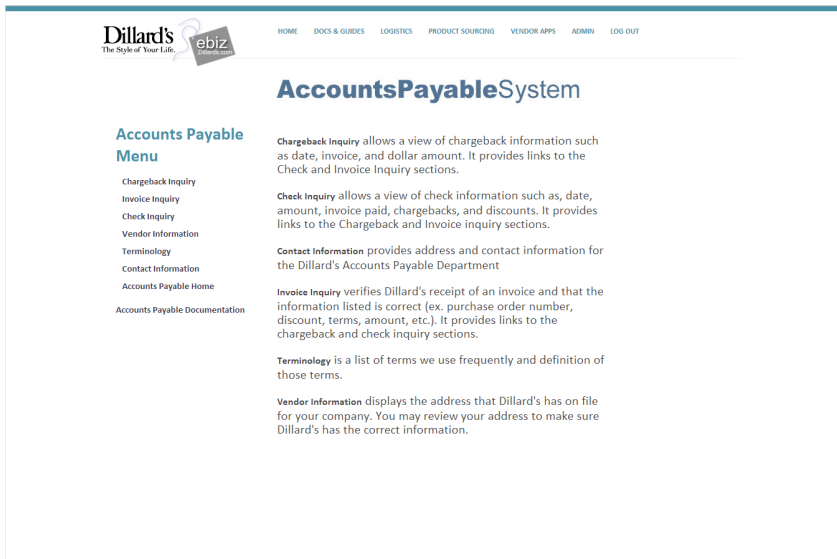 Dillard's
The Style of Your Life.
ebiz
Dillards.com
HOME DOCS & GUIDES LOGISTICS PRODUCT SOURCING VENDOR APPS ADMIN LOG OUT
AccountsPayableSystem
Accounts Payable
Menu
Chargeback Inquiry
Invoice Inquiry
Check Inquiry
Vendor Information
Terminology
Contact Information
Accounts Payable Home
Accounts Payable Documentation
Chargeback Inquiry allows a view of chargeback information such
as date, invoice, and dollar amount. It provides links to the
Check and Invoice Inquiry sections.
Check Inquiry allows a view of check information such as, date,
amount, invoice paid, chargebacks, and discounts. It provides
links to the Chargeback and Invoice inquiry sections.
Contact Information provides address and contact information for
the Dillard's Accounts Payable Department
Invoice Inquiry verifies Dillard's receipt of an invoice and that the
information listed is correct (ex. purchase order number,
discount, terms, amount, etc.). It provides links to the
chargeback and check inquiry sections.
Terminology is a list of terms we use frequently and definition of
those terms.
Vendor Information displays the address that Dillard's has on file
for your company. You may review your address to make sure
Dillard's has the correct information.